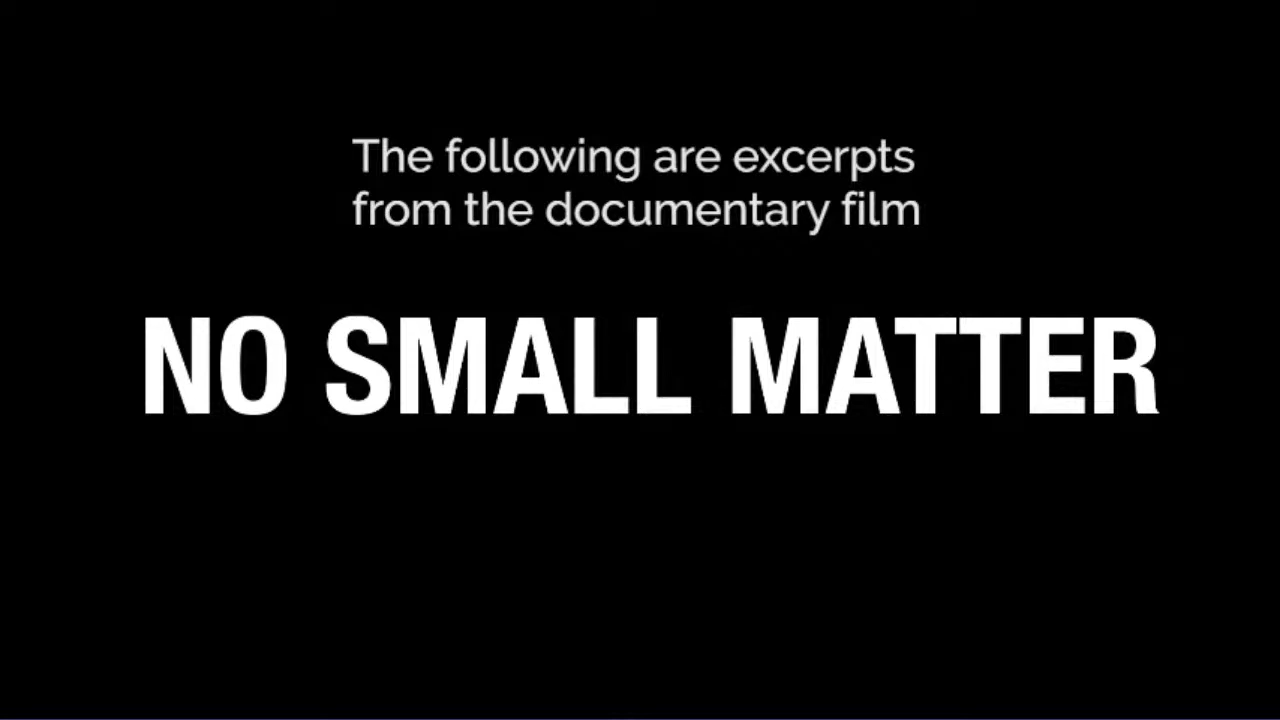 The following are excerpts
from the documentary film
NO SMALL MATTER